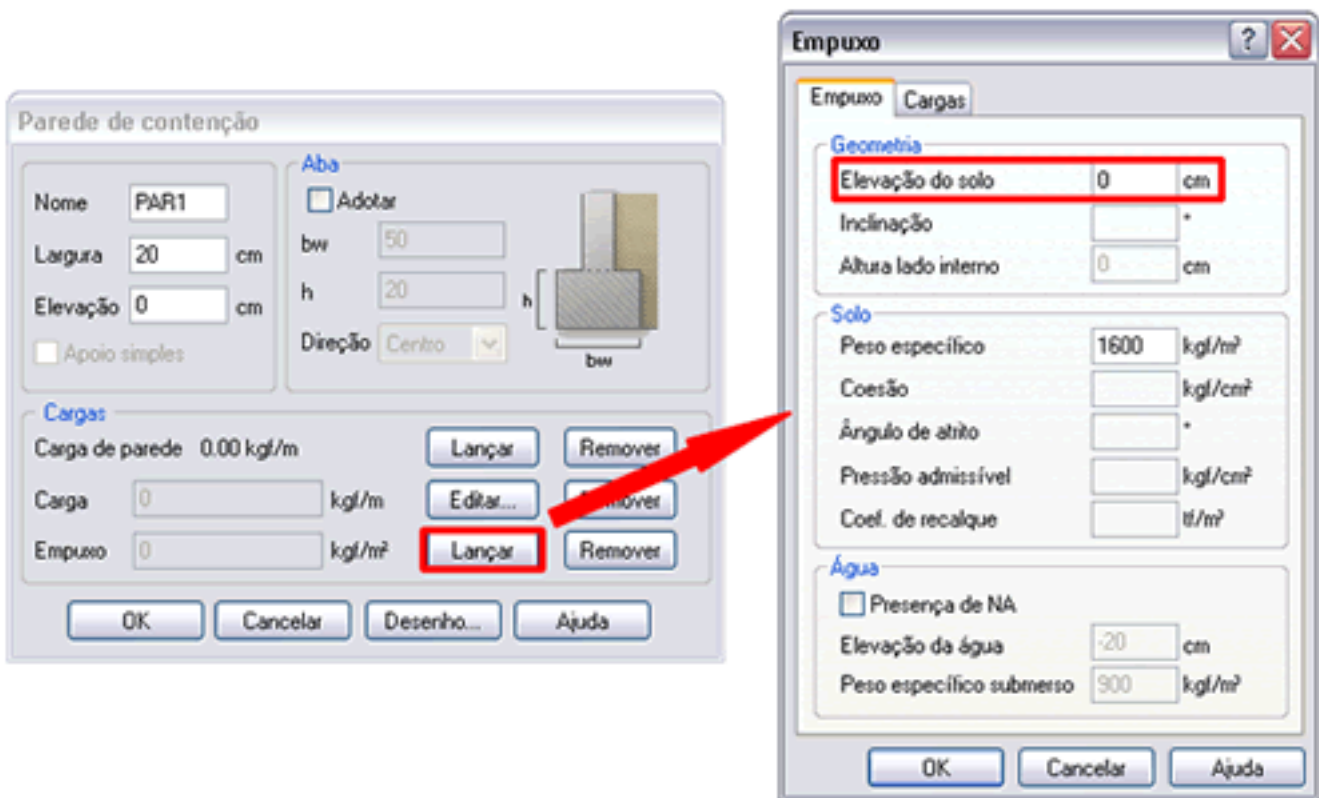 Parede de contenção
Nome PAR1
Largura 20 cm
Elevação 0 cm
Apoio simples
Aba
Adotar
bw 50
h 20
Direção Centro
h
bw
Cargas
Carga de parede 0.00 kgf/m Lançar Remover
Carga 0 kgf/m Editar... Remover
Empuxo 0 kgf/m² Lançar Remover
OK Cancelar Desenho... Ajuda
Empuxo
Empuxo Cargas
Geometria
Elevação do solo 0 cm
Inclinação °
Altura lado interno 0 cm
Solo
Peso específico 1600 kgf/m³
Coesão kgf/cm²
Ângulo de atrito °
Pressão admissível kgf/cm²
Coef. de recalque tf/m³
Água
Presença de NA
Elevação da água -20 cm
Peso específico submerso 900 kgf/m³
OK Cancelar Ajuda